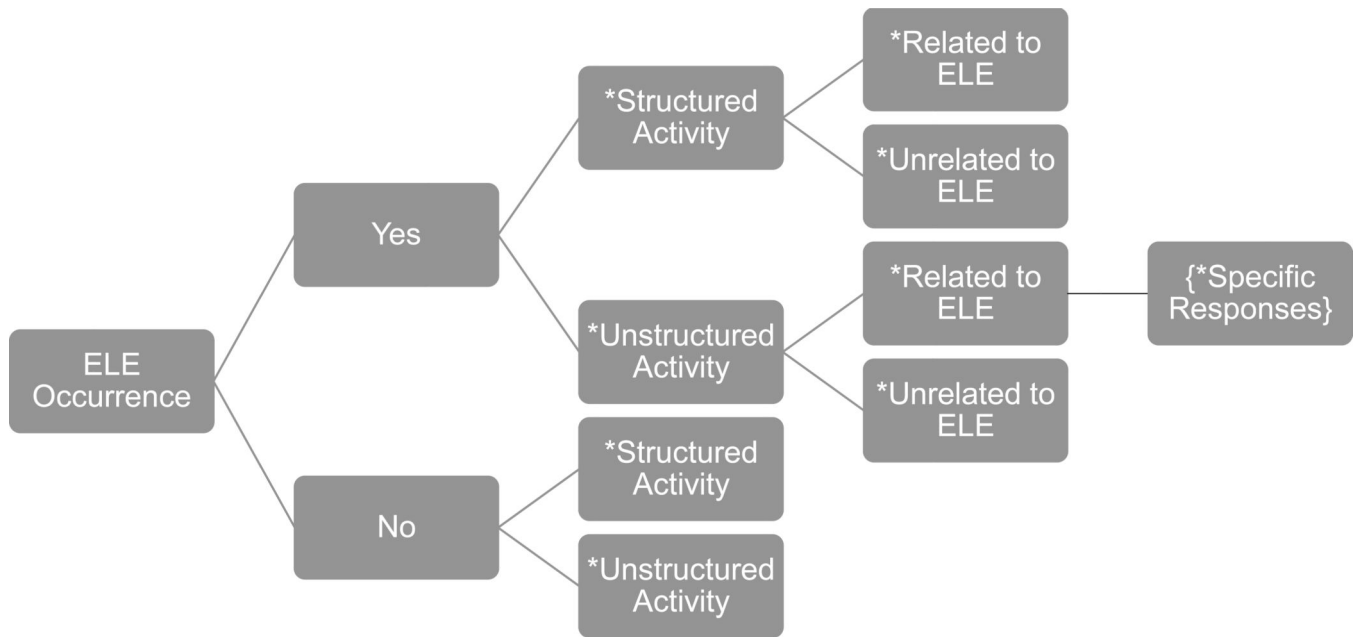 ELE
Occurrence
Yes
No
*Structured
Activity
*Unstructured
Activity
*Structured
Activity
*Unstructured
Activity
*Related to
ELE
*Unrelated to
ELE
*Related to
ELE
*Unrelated to
ELE
{*Specific
Responses}